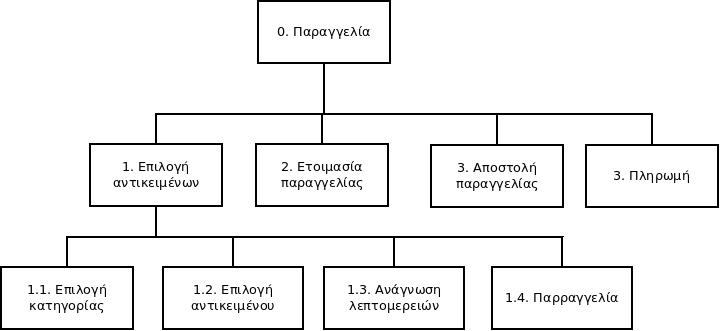 0. Παραγγελία
1. Επιλογή
αντικειμένων
2. Ετοιμασία
παραγγελίας
3. Αποστολή
παραγγελίας
3. Πληρωμή
1.1. Επιλογή
κατηγορίας
1.2. Επιλογή
αντικειμένου
1.3. Ανάγνωση
λεπτομερειών
1.4. Παρραγγελία